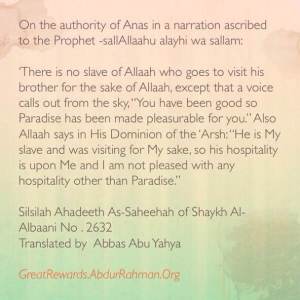 On the authority of Anas in a narration ascribed
to the Prophet -sallAllaahu alayhi wa sallam:
‘There is no slave of Allaah who goes to visit his
brother for the sake of Allaah, except that a voice
calls out from the sky, “You have been good so
Paradise has been made pleasurable for you.” Also
Allaah says in His Dominion of the ‘Arsh: “He is My
slave and was visiting for My sake, so his hospitality
is upon Me and I am not pleased with any
hospitality other than Paradise.”
Silsilah Ahadeeth As-Saheehah of Shaykh Al-
Albaani No . 2632
Translated by Abbas Abu Yahya
GreatRewards.AbdurRahman.Org